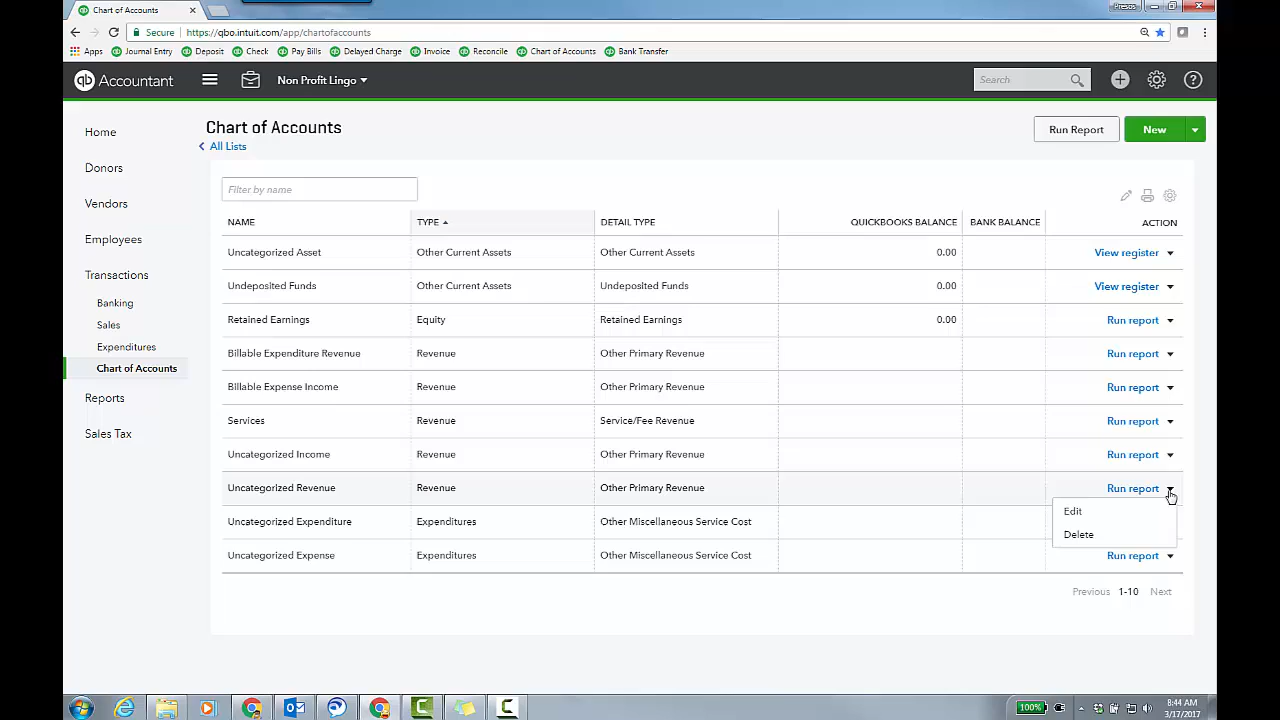 Chart of Accounts
Presos
Secure https://qbo.intuit.com/app/chartofaccounts
Apps Journal Entry Deposit Check Pay Bills Delayed Charge Invoice Reconcile Chart of Accounts Bank Transfer
qb Accountant Non Profit Lingo Search
Home
Donors
Vendors
Employees
Transactions
Banking
Sales
Expenditures
Chart of Accounts
Reports
Sales Tax
Chart of Accounts
All Lists
Run Report New
Filter by name
NAME TYPE DETAIL TYPE QUICKBOOKS BALANCE BANK BALANCE ACTION
Uncategorized Asset Other Current Assets Other Current Assets 0.00 View register
Undeposited Funds Other Current Assets Undeposited Funds 0.00 View register
Retained Earnings Equity Retained Earnings 0.00 Run report
Billable Expenditure Revenue Revenue Other Primary Revenue Run report
Billable Expense Income Revenue Other Primary Revenue Run report
Services Revenue Service/Fee Revenue Run report
Uncategorized Income Revenue Other Primary Revenue Run report
Uncategorized Revenue Revenue Other Primary Revenue Run report
Edit
Uncategorized Expenditure Expenditures Other Miscellaneous Service Cost
Delete
Uncategorized Expense Expenditures Other Miscellaneous Service Cost Run report
Previous 1-10 Next
100% 8:44 AM
3/17/2017